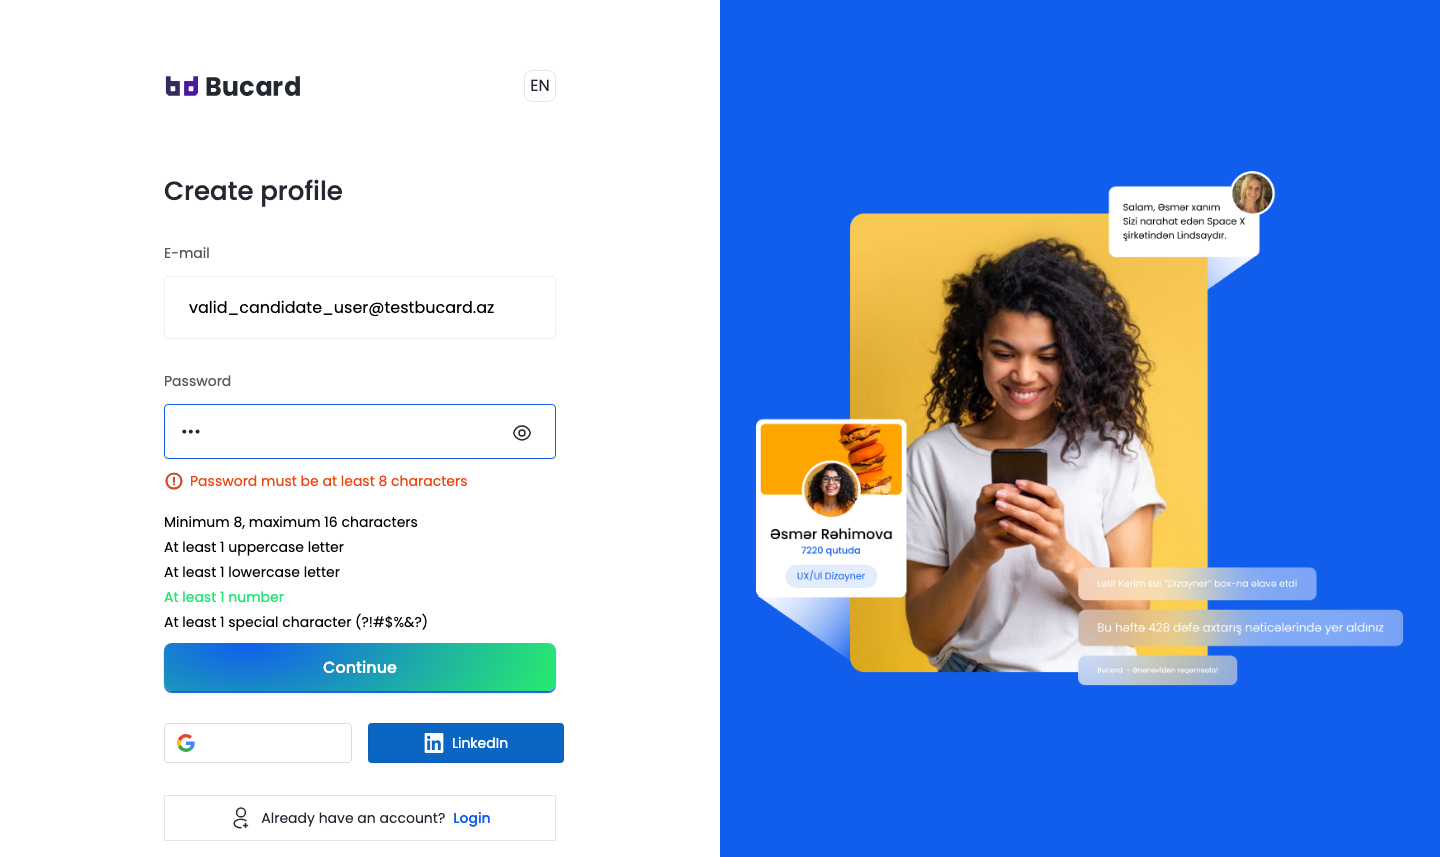 Bucard
EN
Create profile
E-mail
valid_candidate_user@testbucard.az
Password
Password must be at least 8 characters
Minimum 8, maximum 16 characters
At least 1 uppercase letter
At least 1 lowercase letter
At least 1 number
At least 1 special character (?!#$%&?)
Continue
LinkedIn
Already have an account? Login
Salam, Əsmər xanım
Sizi narahat edən Space X
şirkətindən Lindsaydır.
Əsmər Rəhimova
7220 qutuda
UX/Uİ Dizayner
Lətif Kərim sizi “Dizayner” box-na əlavə etdi
Bu həftə 428 dəfə axtarış nəticələrində yer aldınız
Bucard - Ənənəvidən rəqəmsala!